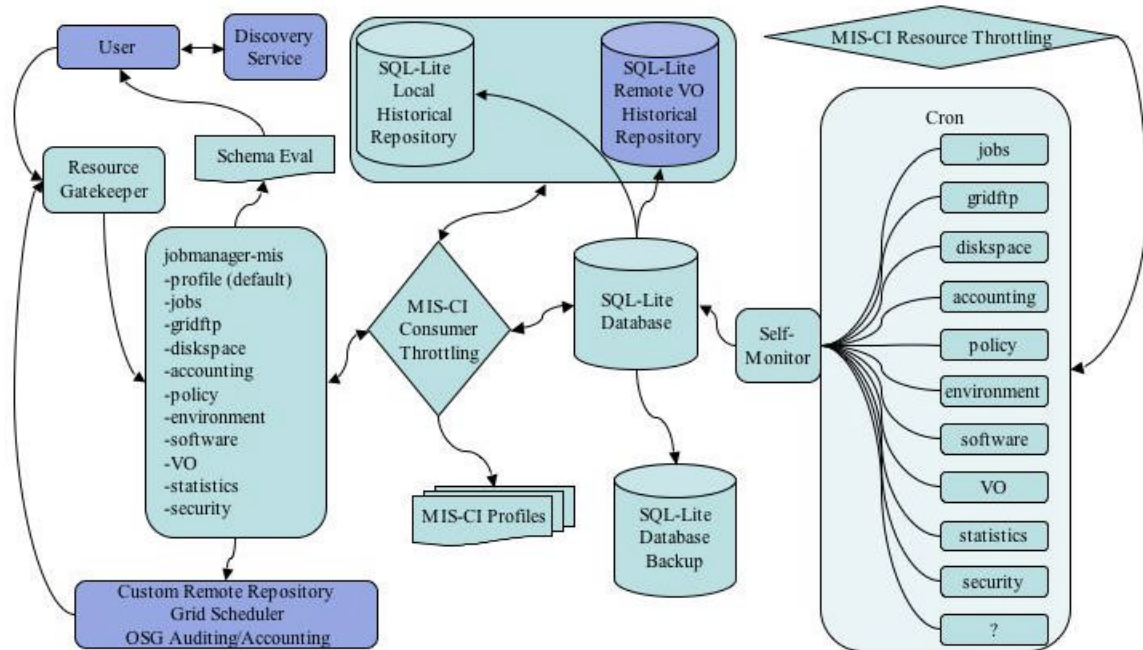 User
Discovery
Service
SQL-Lite
Local
Historical
Repository
SQL-Lite
Remote VO
Historical
Repository
MIS-CI Resource Throttling
Schema Eval
Resource
Gatekeeper
jobmanager-mis
-profile (default)
-jobs
-gridftp
-diskspace
-accounting
-policy
-environment
-software
-VO
-statistics
-security
MIS-CI
Consumer
Throttling
SQL-Lite
Database
Self-
Monitor
Cron
jobs
gridftp
diskspace
accounting
policy
environment
software
VO
statistics
security
?
MIS-CI Profiles
SQL-Lite
Database
Backup
Custom Remote Repository
Grid Scheduler
OSG Auditing/Accounting